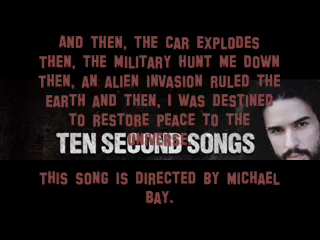 AND THEN, THE CAR EXPLODES
THEN, THE MILITARY HUNT ME DOWN
THEN, AN ALIEN INVASION RULED THE
EARTH AND THEN, I WAS DESTINED
TO RESTORE PEACE TO THE
UNIVERSE.
TEN SECOND SONGS
THIS SONG IS DIRECTED BY MICHAEL
BAY.